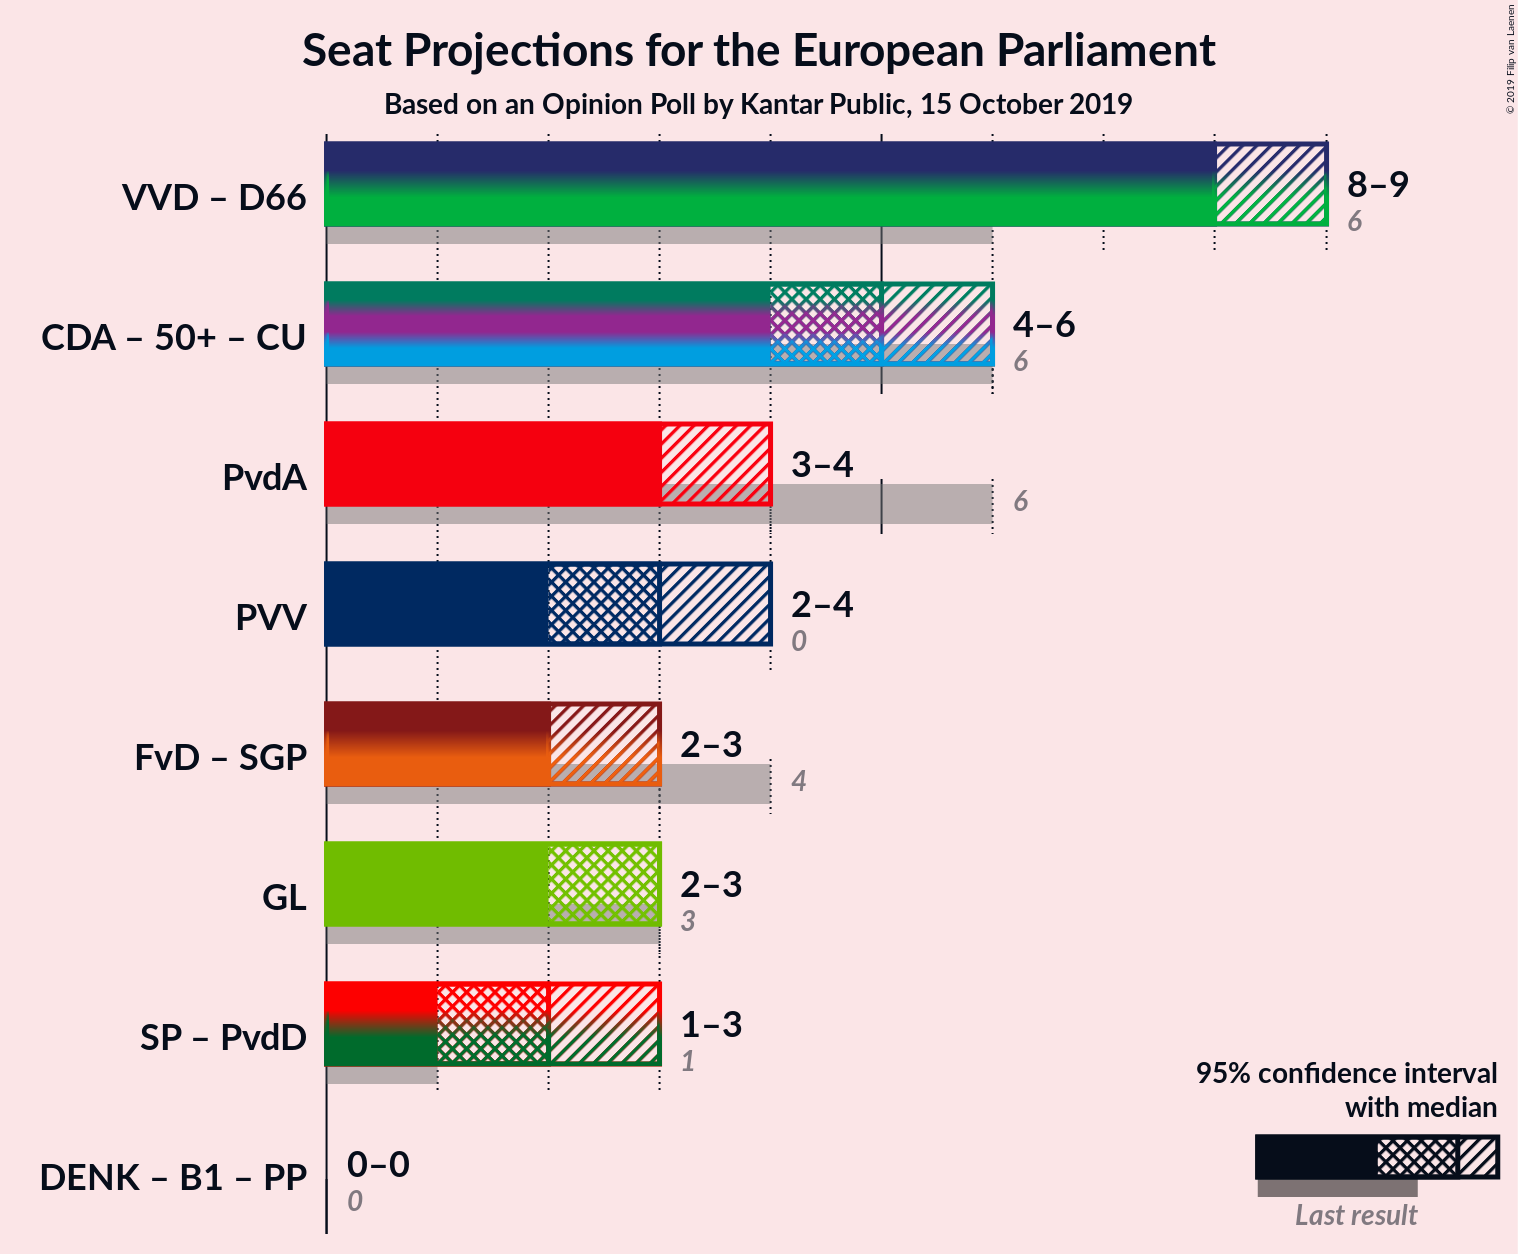 Seat Projections for the European Parliament
Based on an Opinion Poll by Kantar Public, 15 October 2019
© 2019 Filip van Laenen
VVD – D66
8–9
6
CDA – 50+ – CU
4–6
6
PvdA
3–4
6
PVV
2–4
0
FvD – SGP
2–3
4
GL
2–3
3
SP – PvdD
1–3
1
DENK – B1 – PP
0–0
0
95% confidence interval
with median
Last result